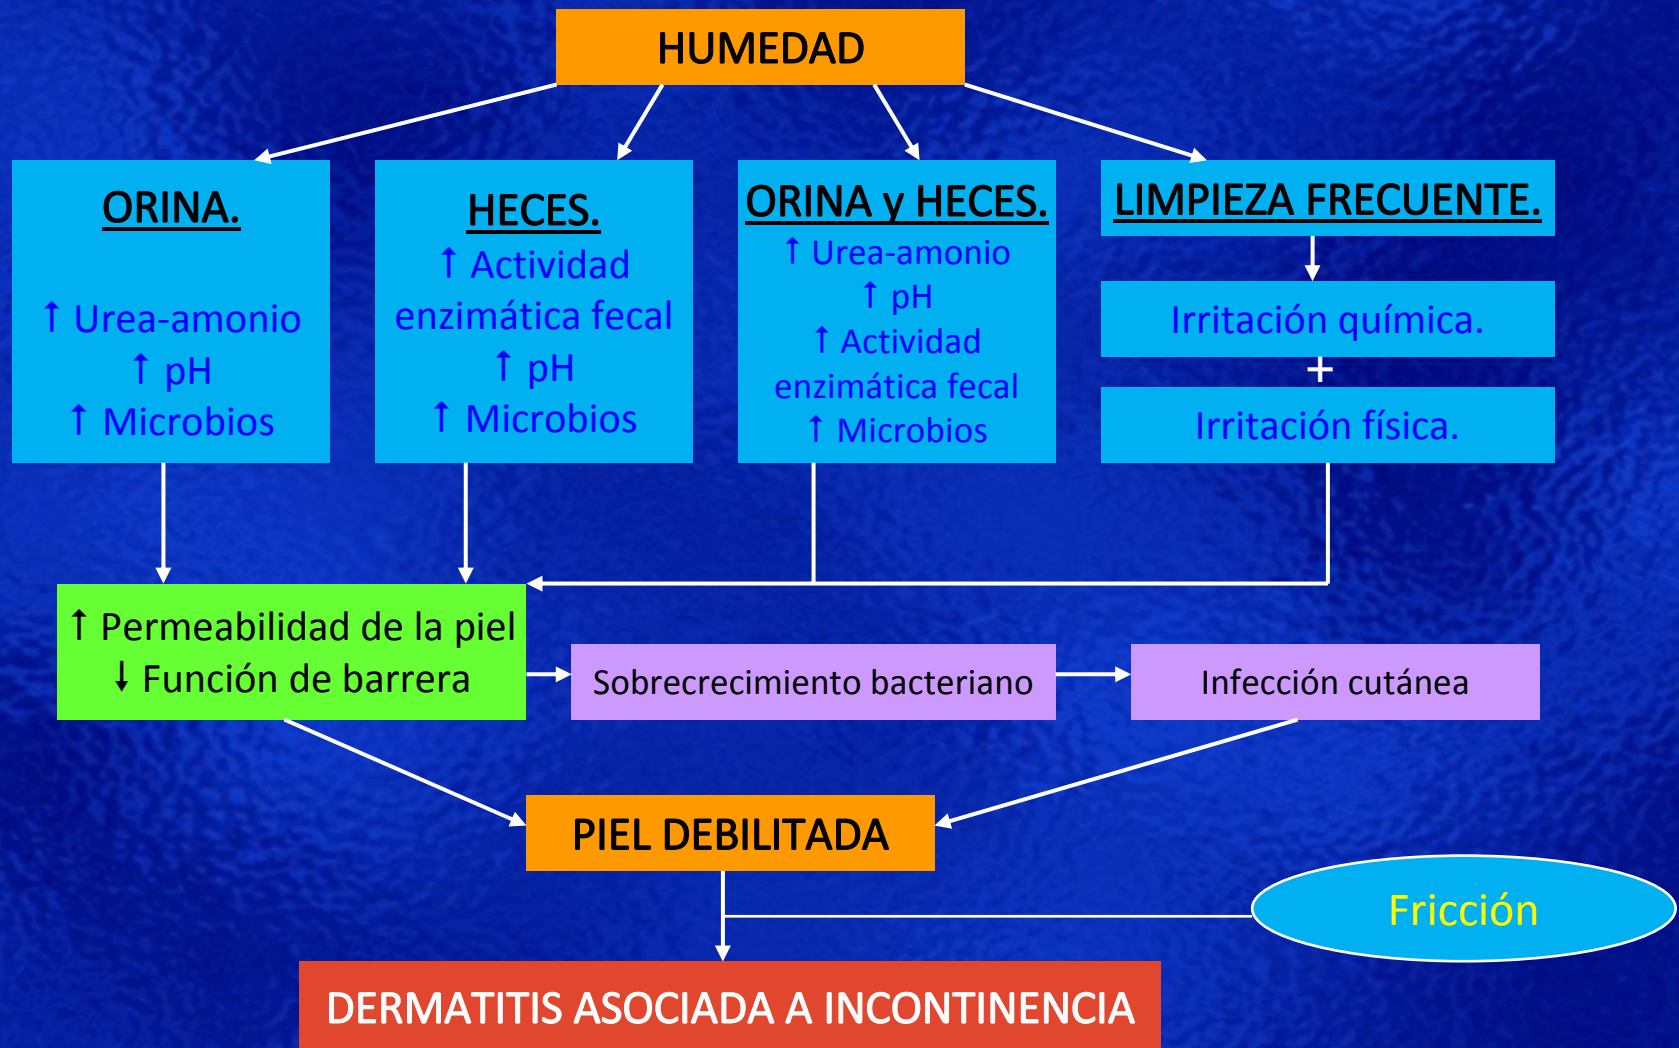 HUMEDAD
ORINA.
↑ Urea-amonio
↑ pH
↑ Microbios
HECES.
↑ Actividad
enzimática fecal
↑ pH
↑ Microbios
ORINA y HECES.
↑ Urea-amonio
↑ pH
↑ Actividad
enzimática fecal
↑ Microbios
LIMPIEZA FRECUENTE.
Irritación química.
+
Irritación física.
↑ Permeabilidad de la piel
↓ Función de barrera
Sobrecrecimiento bacteriano
Infección cutánea
PIEL DEBILITADA
Fricción
DERMATITIS ASOCIADA A INCONTINENCIA